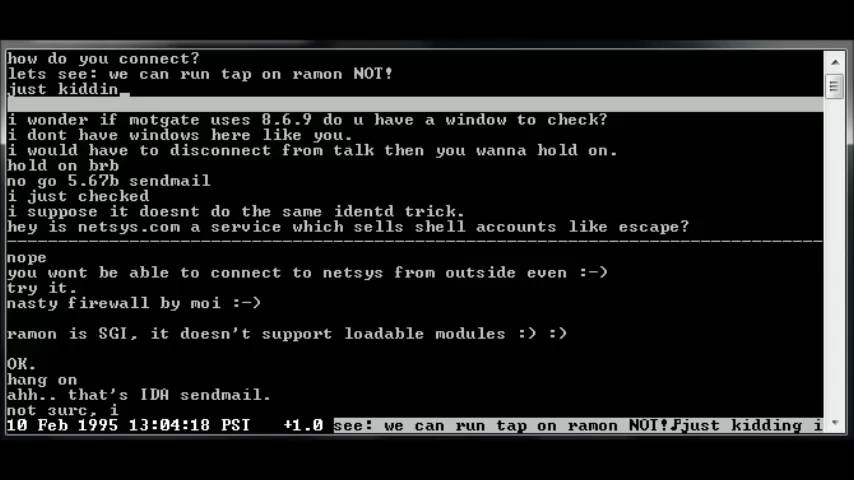 how do you connect?
lets see: we can run tap on ramon NOT!
just kiddin_
i wonder if motgate uses 8.6.9 do u have a window to check?
i dont have windows here like you.
i would have to disconnect from talk then you wanna hold on.
hold on brb
no go 5.67b sendmail
i just checked
i suppose it doesnt do the same identd trick.
hey is netsys.com a service which sells shell accounts like escape?
nope
you wont be able to connect to netsys from outside even :-)
try it.
nasty firewall by moi :-)
ramon is SGI, it doesn't support loadable modules :) :)
OK.
hang on
ahh.. that's IDA sendmail.
not sure, i
10 Feb 1995 13:04:18 PST +1.0 see: we can run tap on ramon NOT!♪just kidding i